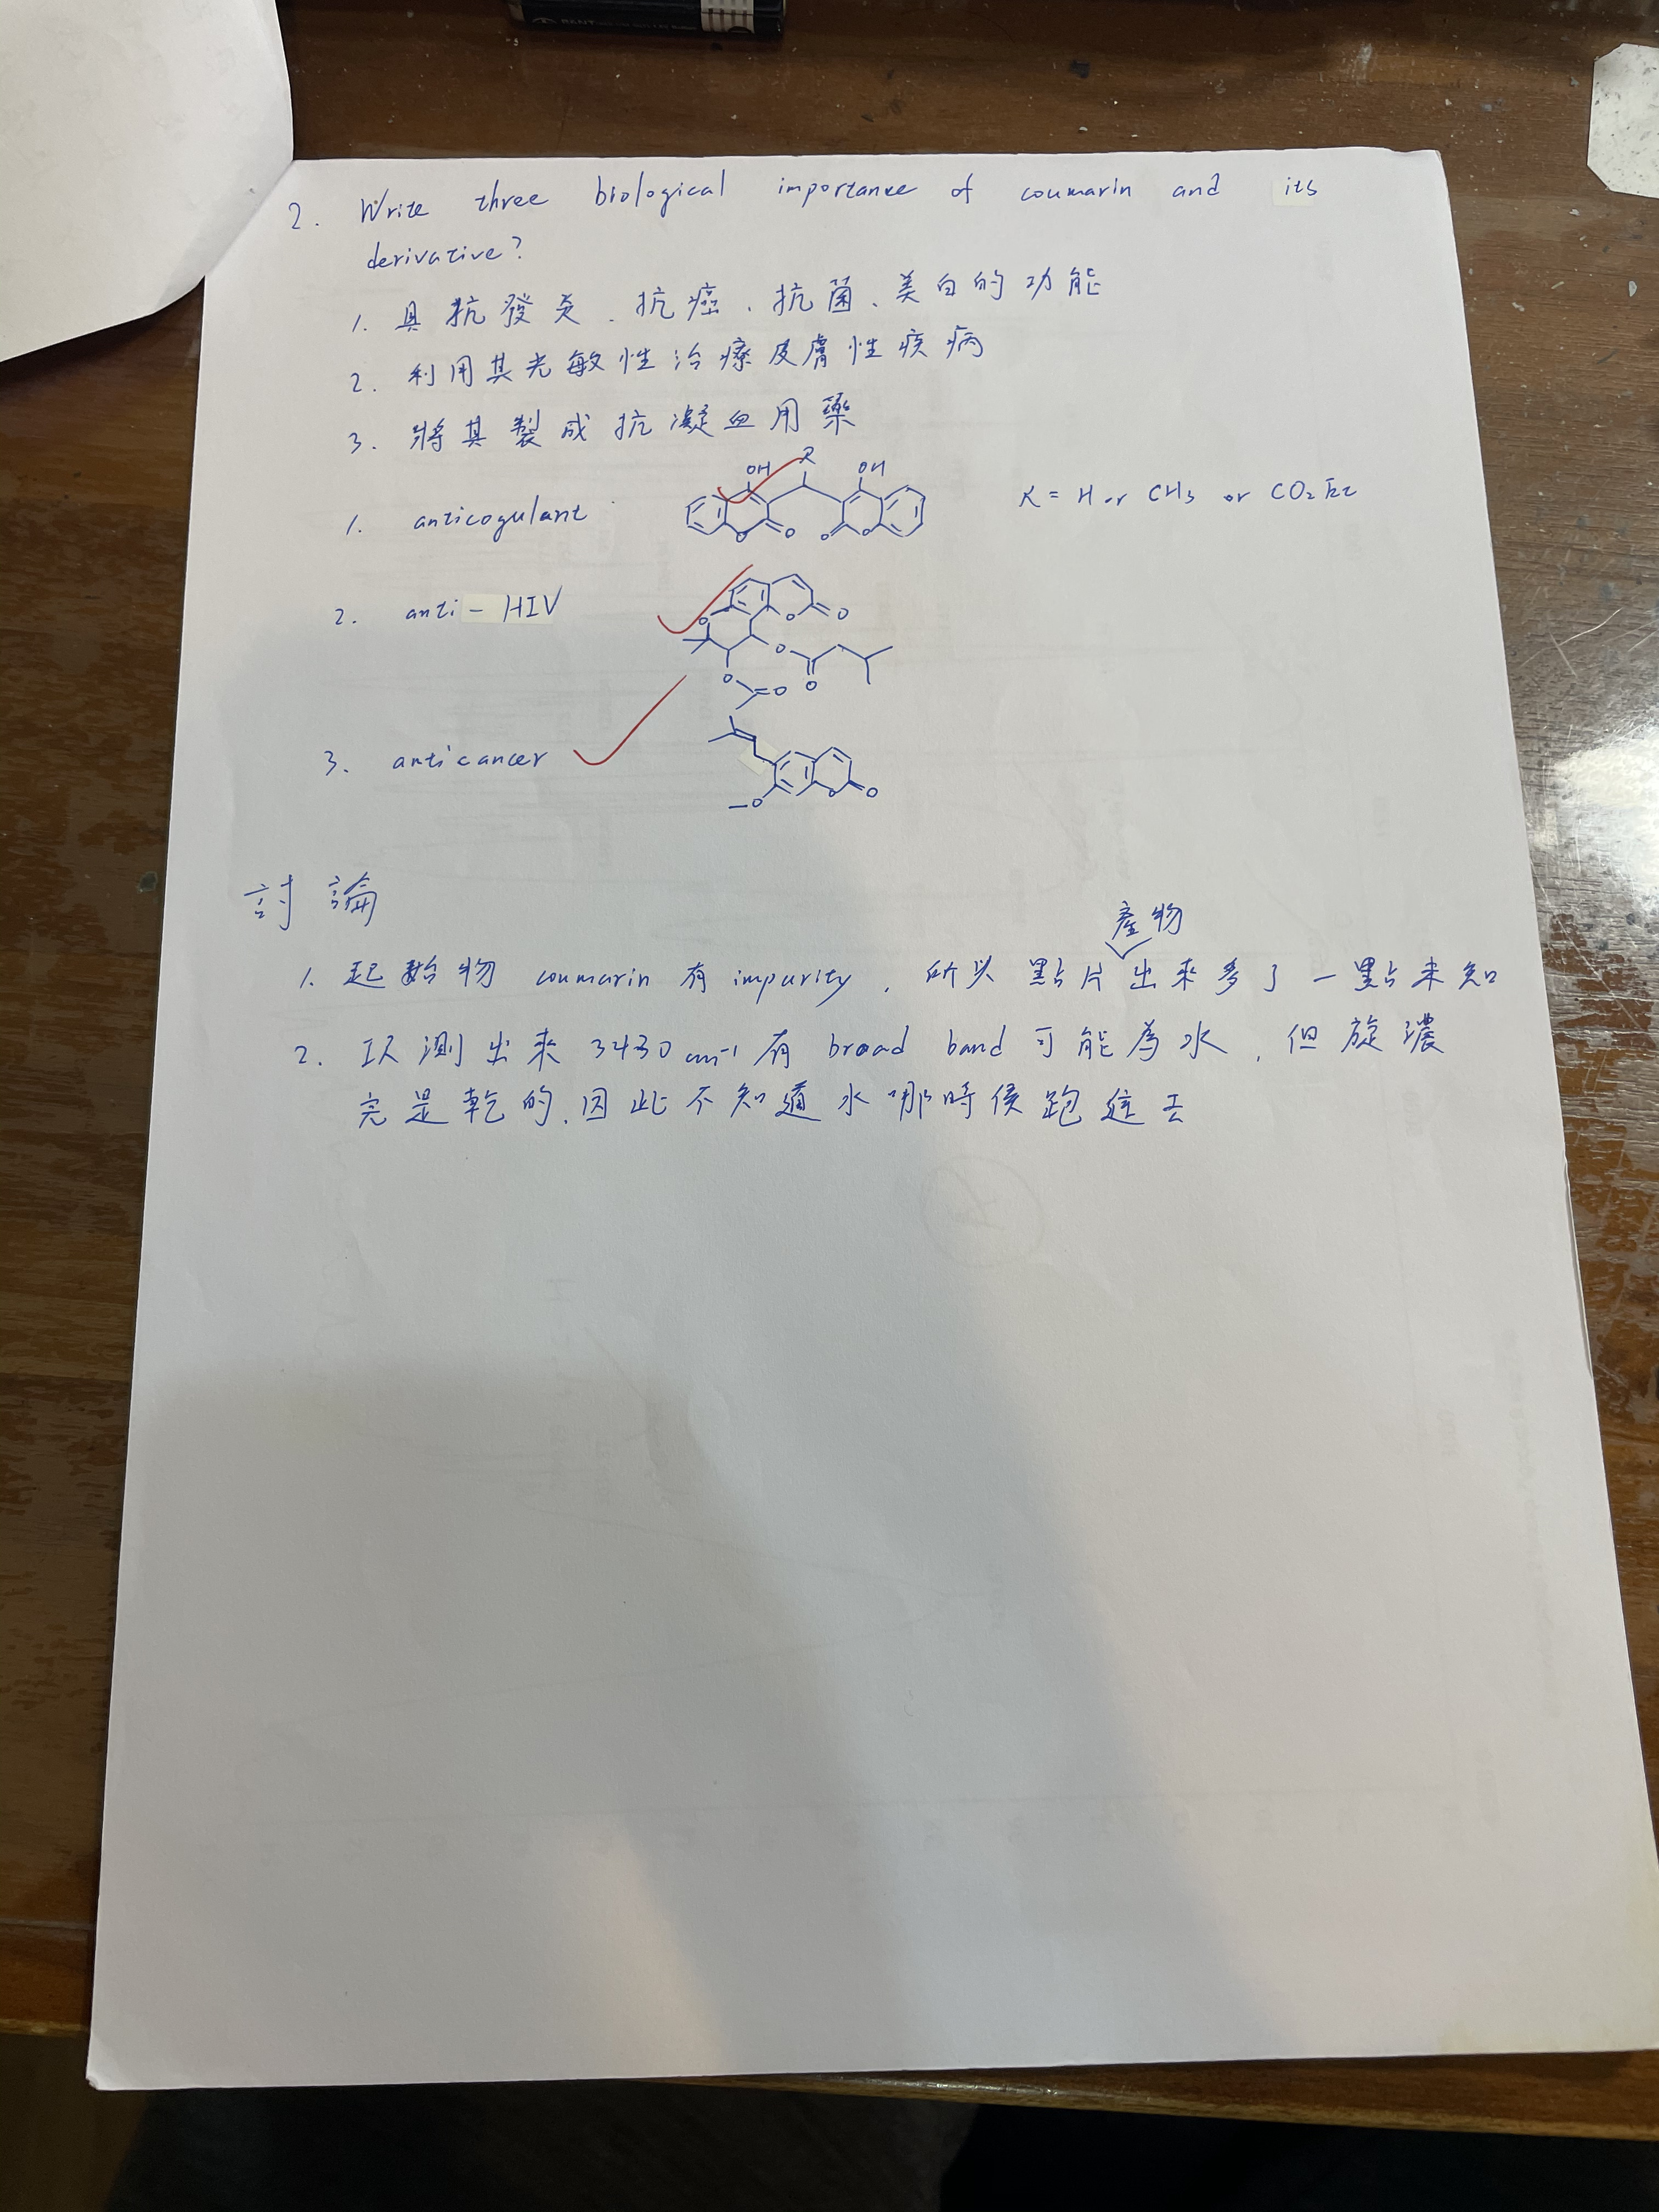 2. Write three biological importance of coumarin and its
derivative?
1. 具抗發炎、抗癌、抗菌、美白的功能
2. 利用其光敏性治療皮膚性疾病
3. 將其製成抗凝血用藥
1. anticogulant
OH R OH
O O O O
R = H or CH3 or CO2Et
2. anti-HIV
O O
O O
O O
O O
3. anticancer
O O
O
討論
產物
1. 起始物 coumarin 有 impurity, 所以點片出來多了一點未知
2. IR 測出來 3430 cm-1 有 broad band 可能為水, 但旋濃
完是乾的, 因此不知道水哪時侯跑進去